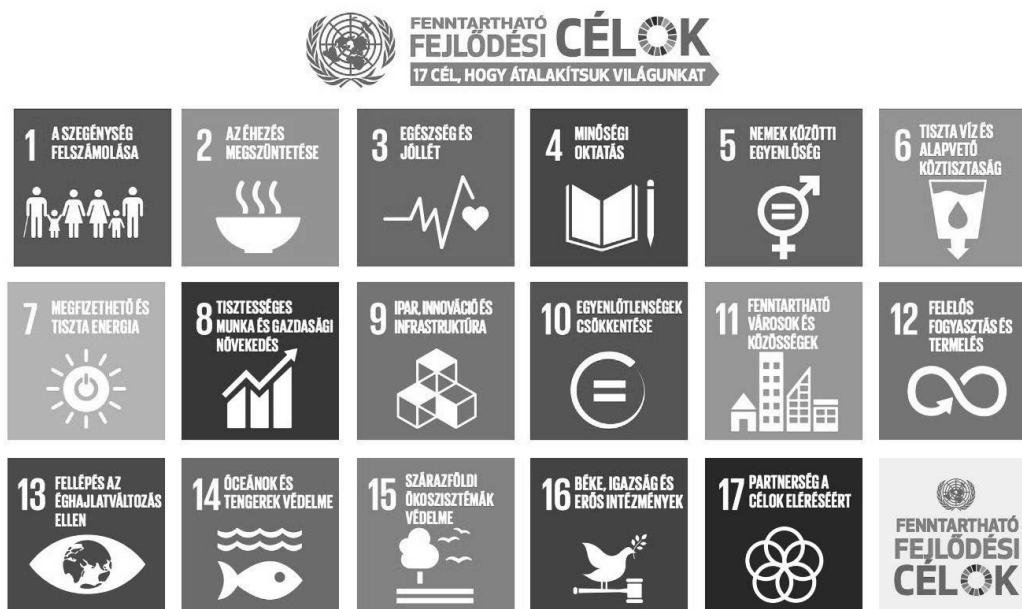 FENNTARTHATÓ
FEJLŐDÉSI CÉLOK
17 CÉL, HOGY ÁTALAKÍTSUK VILÁGUNKAT
1 A SZEGÉNYSÉG
FELSZÁMOLÁSA
2 AZ ÉHEZÉS
MEGSZÜNTETÉSE
3 EGÉSZSÉG ÉS
JÓLLÉT
4 MINŐSÉGI
OKTATÁS
5 NEMEK KÖZÖTTI
EGYENLŐSÉG
6 TISZTA VÍZ ÉS
ALAPVETŐ
KÖZTISZTASÁG
7 MEGFIZETHETŐ ÉS
TISZTA ENERGIA
8 TISZTESSÉGES
MUNKA ÉS GAZDASÁGI
NÖVEKEDÉS
9 IPAR, INNOVÁCIÓ ÉS
INFRASTRUKTÚRA
10 EGYENLŐTLENSÉGEK
CSÖKKENTÉSE
11 FENNTARTHATÓ
VÁROSOK ÉS
KÖZÖSSÉGEK
12 FELELŐS
FOGYASZTÁS ÉS
TERMELÉS
13 FELLÉPÉS AZ
ÉGHAJLATVÁLTOZÁS
ELLEN
14 ÓCEÁNOK ÉS
TENGEREK VÉDELME
15 SZÁRAZFÖLDI
ÖKOSZISZTÉMÁK
VÉDELME
16 BÉKE, IGAZSÁG ÉS
ERŐS INTÉZMÉNYEK
17 PARTNERSÉG A
CÉLOK ELÉRÉSÉÉRT
FENNTARTHATÓ
FEJLŐDÉSI
CÉLOK